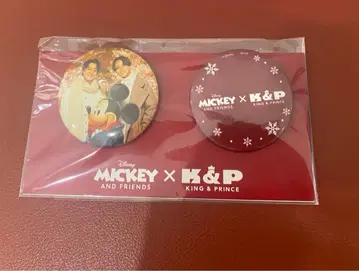 Disney
MICKEY × K&P
AND FRIENDS KING & PRINCE
Disney
MICKEY × K&P
AND FRIENDS KING & PRINCE